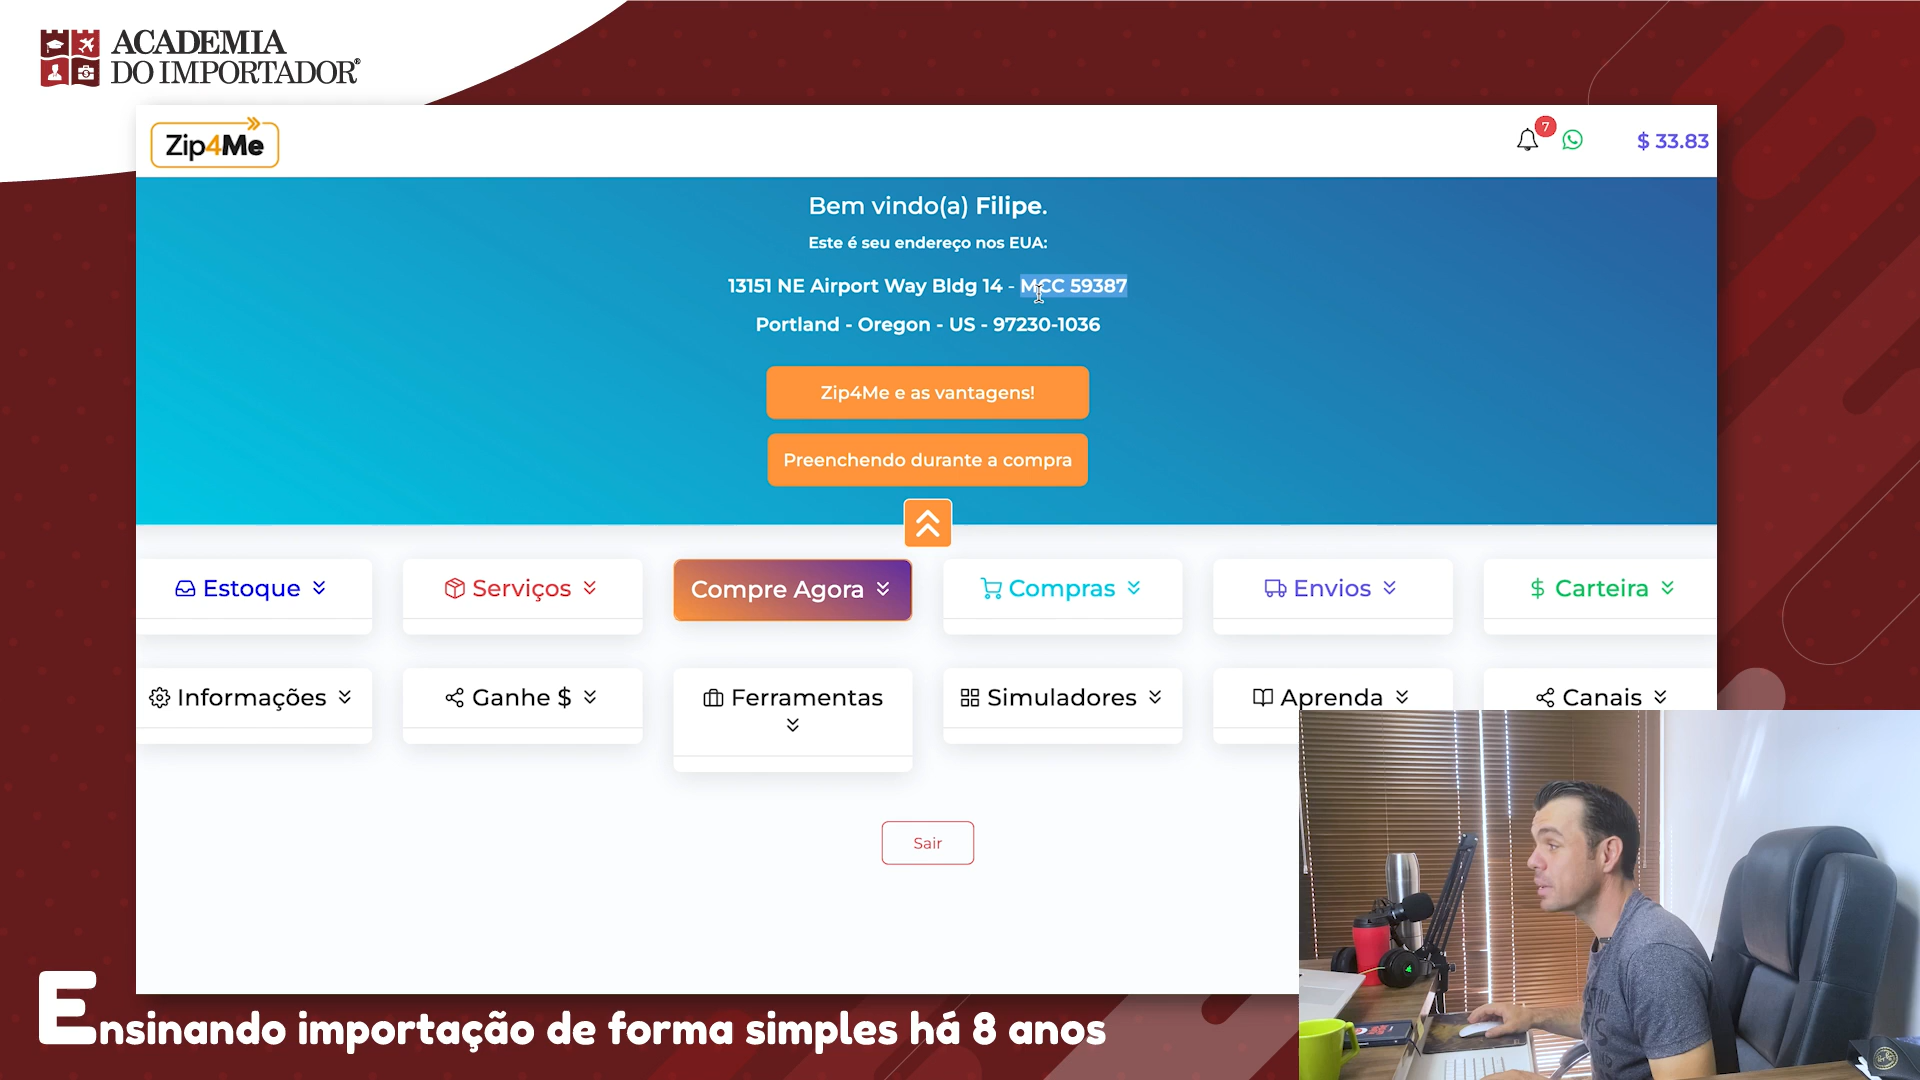 ACADEMIA
DO IMPORTADOR®
Zip4Me
7
$ 33.83
Bem vindo(a) Filipe.
Este é seu endereço nos EUA:
13151 NE Airport Way Bldg 14 - MCC 59387
Portland - Oregon - US - 97230-1036
Zip4Me e as vantagens!
Preenchendo durante a compra
Estoque
Serviços
Compre Agora
Compras
Envios
$ Carteira
Informações
Ganhe $
Ferramentas
Simuladores
Aprenda
Canais
Sair
Ensinando importação de forma simples há 8 anos